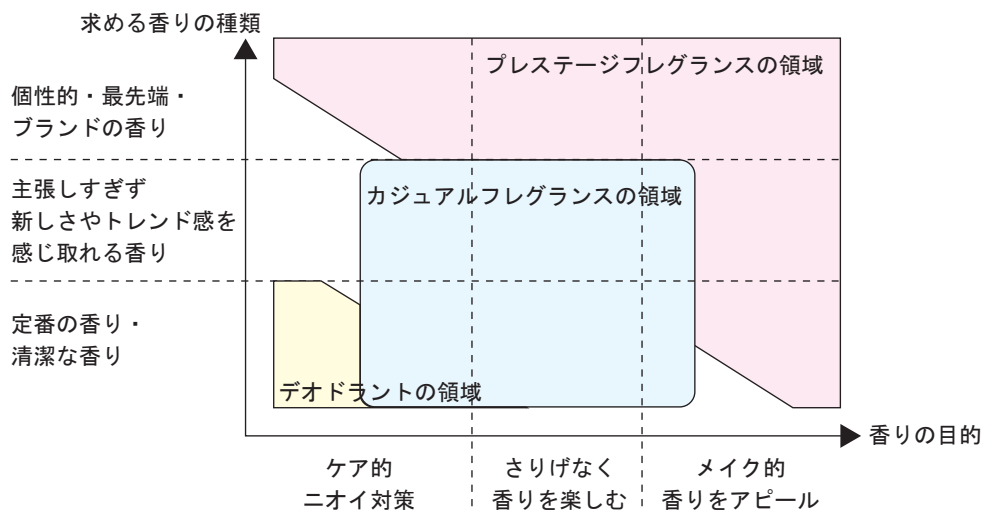 求める香りの種類
プレステージフレグランスの領域
個性的・最先端・
ブランドの香り
主張しすぎず
新しさやトレンド感を
感じ取れる香り
カジュアルフレグランスの領域
定番の香り・
清潔な香り
デオドラントの領域
香りの目的
ケア的
ニオイ対策
さりげなく
香りを楽しむ
メイク的
香りをアピール